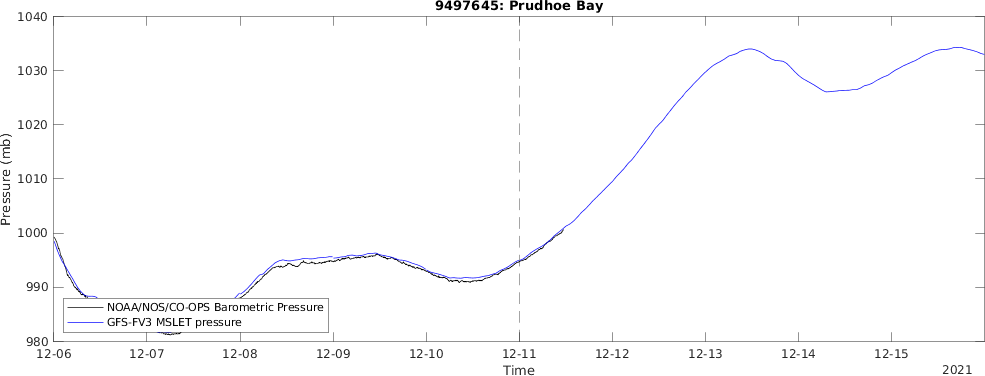 9497645: Prudhoe Bay
1040
1030
1020
1010
1000
990
980
Pressure (mb)
NOAA/NOS/CO-OPS Barometric Pressure
GFS-FV3 MSLET pressure
12-06 12-07 12-08 12-09 12-10 12-11 12-12 12-13 12-14 12-15
Time
2021